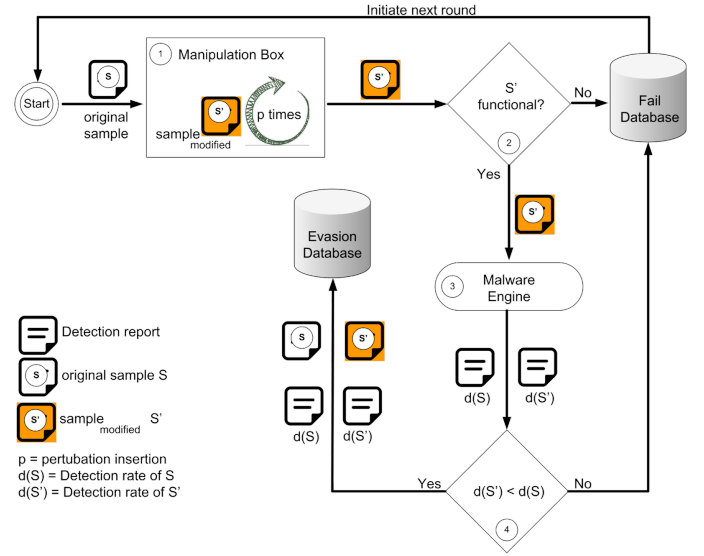 Initiate next round
Start
S
original
sample
1
Manipulation Box
S'
p times
sample
modified
S'
S'
functional?
2
No
Fail
Database
Yes
S'
Evasion
Database
3
Malware
Engine
S
S'
d(S)
d(S')
d(S)
d(S')
Yes
d(S') < d(S)
No
4
Detection report
S
original sample S
S'
sample
modified
S'
p = pertubation insertion
d(S) = Detection rate of S
d(S') = Detection rate of S'